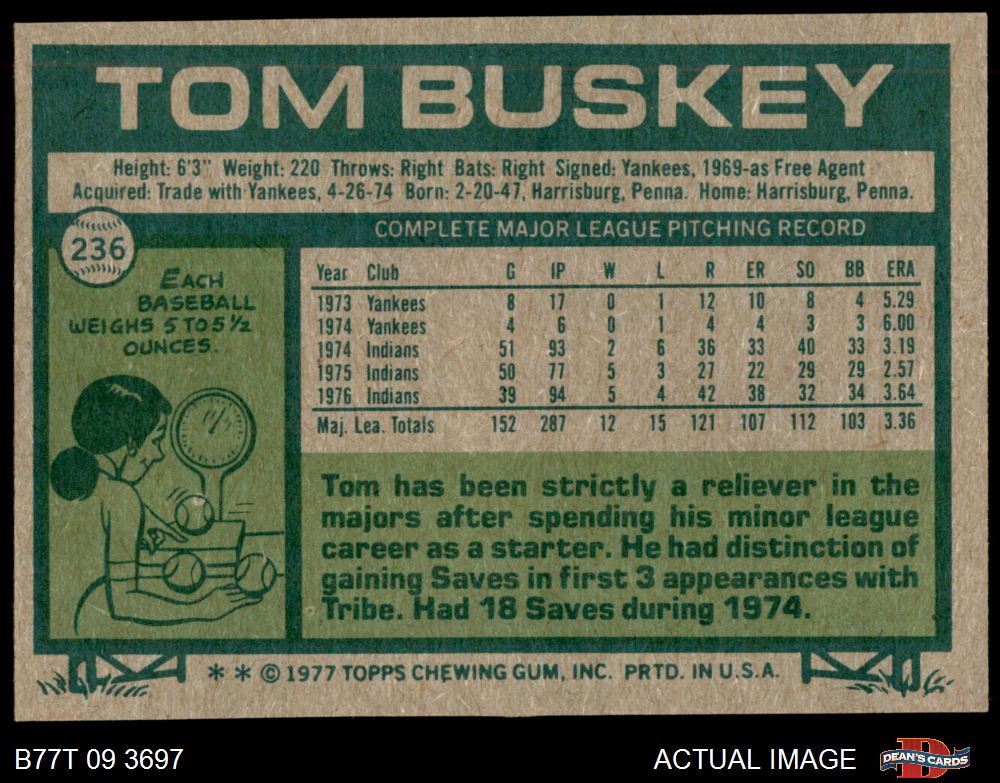 TOM BUSKEY
Height: 6'3" Weight: 220 Throws: Right Bats: Right Signed: Yankees, 1969-as Free Agent
Acquired: Trade with Yankees, 4-26-74 Born: 2-20-47, Harrisburg, Penna. Home: Harrisburg, Penna.
236
EACH
BASEBALL
WEIGHS 5 TO 5 1/2
OUNCES.
COMPLETE MAJOR LEAGUE PITCHING RECORD
Year Club G IP W L R ER SO BB ERA
1973 Yankees 8 17 0 1 12 10 8 4 5.29
1974 Yankees 4 6 0 1 4 4 3 3 6.00
1974 Indians 51 93 2 6 36 33 40 33 3.19
1975 Indians 50 77 5 3 27 22 29 29 2.57
1976 Indians 39 94 5 4 42 38 32 34 3.64
Maj. Lea. Totals 152 287 12 15 121 107 112 103 3.36
Tom has been strictly a reliever in the
majors after spending his minor league
career as a starter. He had distinction of
gaining Saves in first 3 appearances with
Tribe. Had 18 Saves during 1974.
* * © 1977 TOPPS CHEWING GUM, INC. PRTD. IN U.S.A.
B77T 09 3697
ACTUAL IMAGE
DEAN'S CARDS